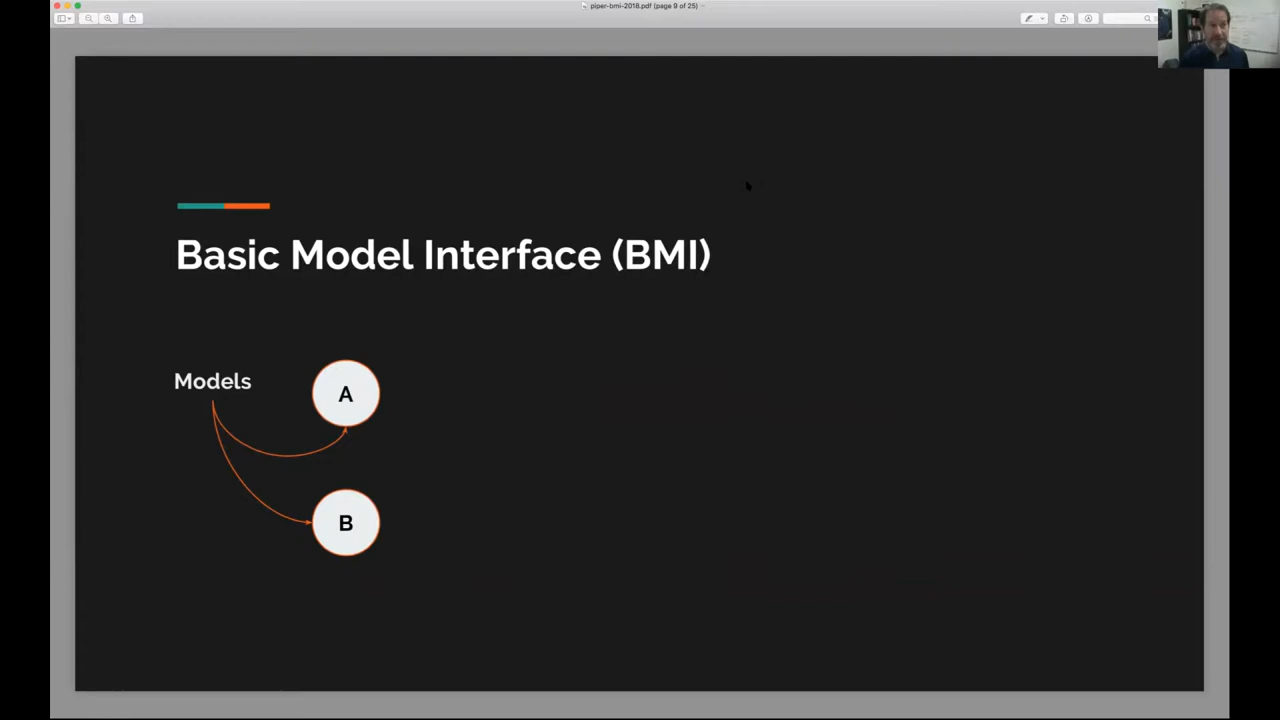 piper-bmi-2018.pdf (page 9 of 25)
Basic Model Interface (BMI)
Models
A
B